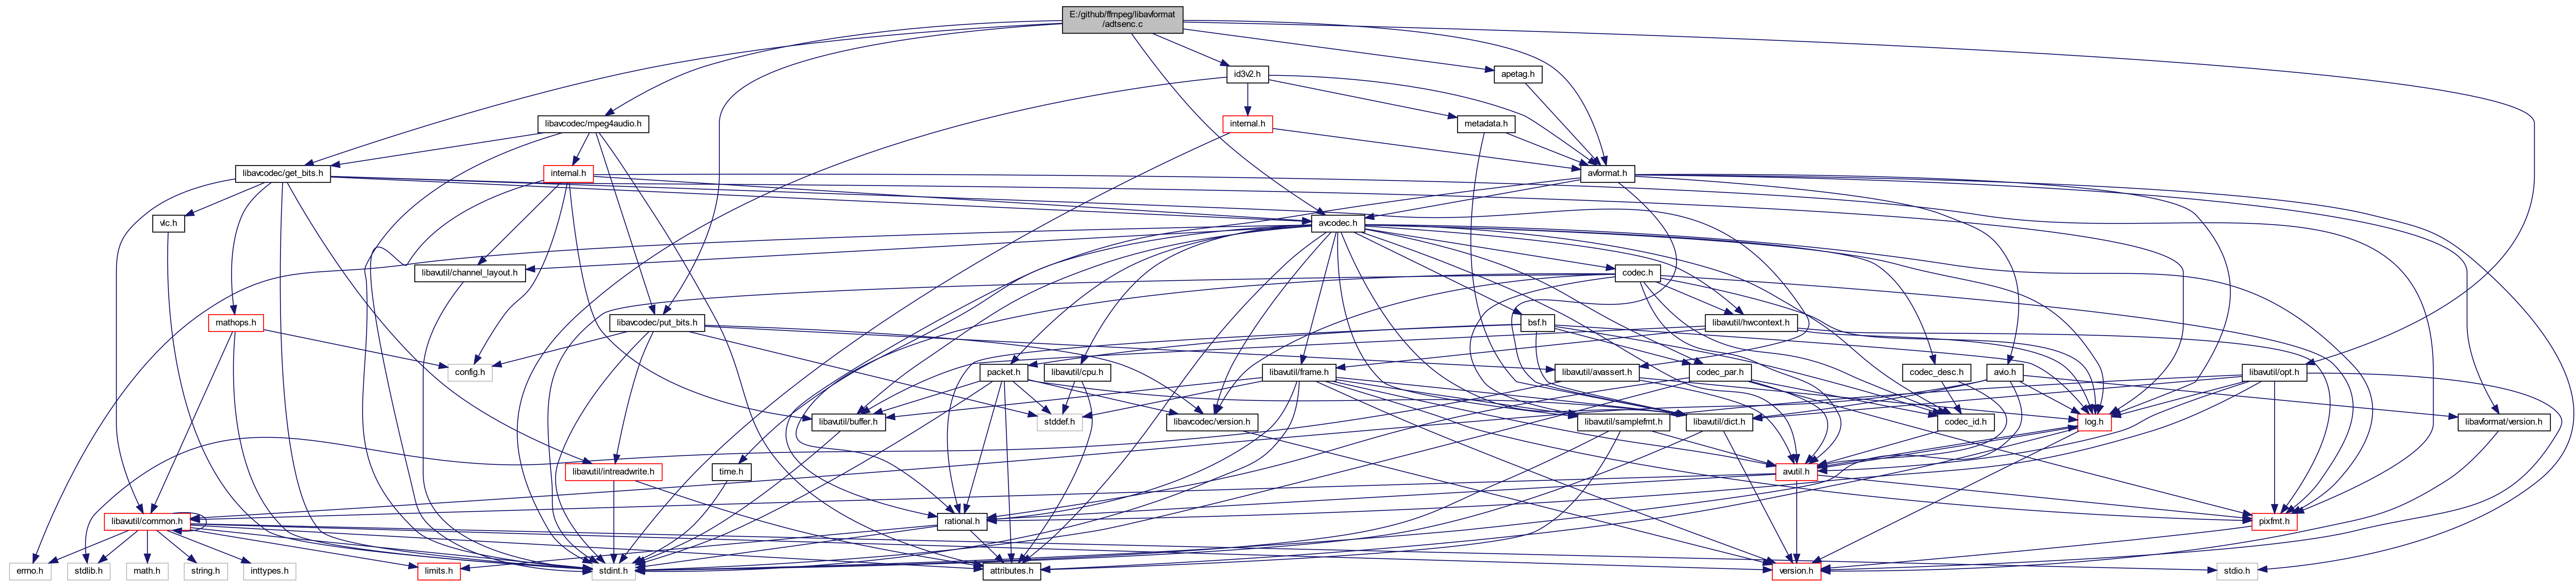 E:/github/ffmpeg/libavformat
/adtsenc.c
id3v2.h
apetag.h
libavcodec/mpeg4audio.h
internal.h
metadata.h
libavcodec/get_bits.h
internal.h
avformat.h
vlc.h
avcodec.h
libavutil/channel_layout.h
codec.h
mathops.h
libavcodec/put_bits.h
bsf.h
libavutil/hwcontext.h
config.h
packet.h
libavutil/cpu.h
libavutil/frame.h
libavutil/avassert.h
codec_par.h
codec_desc.h
avio.h
libavutil/opt.h
libavutil/buffer.h
stddef.h
libavcodec/version.h
libavutil/samplefmt.h
libavutil/dict.h
codec_id.h
log.h
libavformat/version.h
libavutil/intreadwrite.h
time.h
avutil.h
libavutil/common.h
rational.h
pixfmt.h
errno.h
stdlib.h
math.h
string.h
inttypes.h
limits.h
stdint.h
attributes.h
version.h
stdio.h